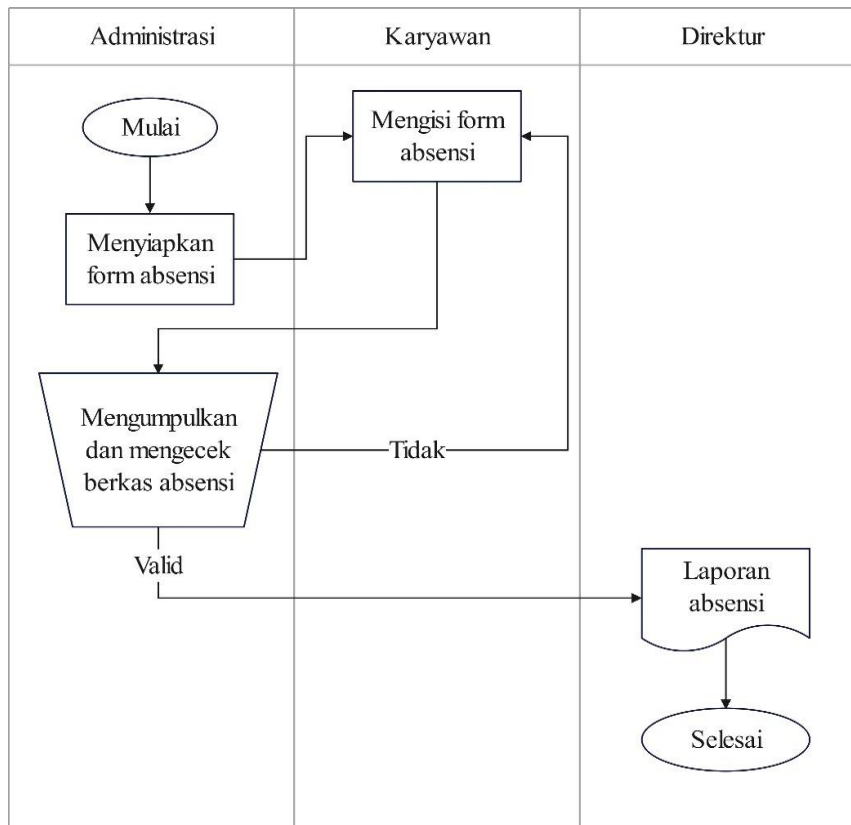 Administrasi
Karyawan
Direktur
Mulai
Mengisi form
absensi
Menyiapkan
form absensi
Mengumpulkan
dan mengecek
berkas absensi
Tidak
Valid
Laporan
absensi
Selesai